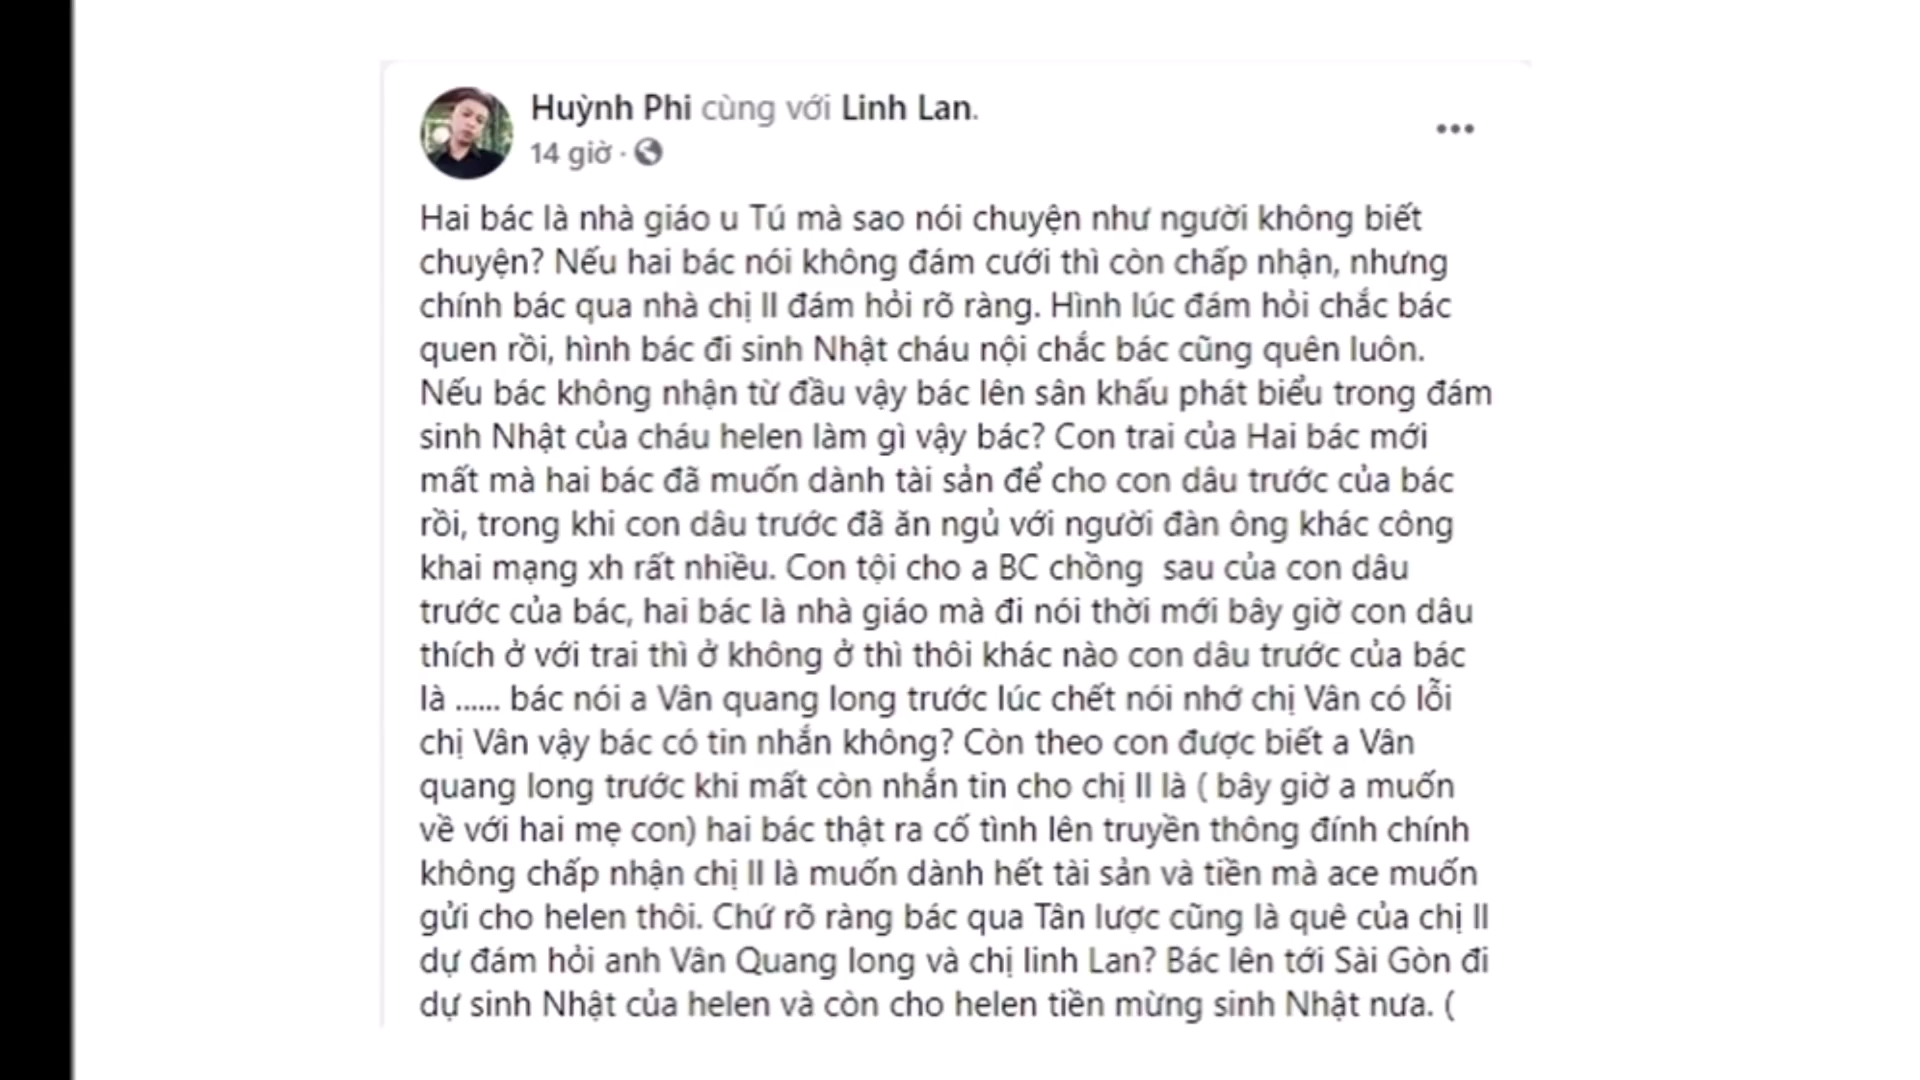 Huỳnh Phi cùng với Linh Lan.
14 giờ ·
Hai bác là nhà giáo u Tú mà sao nói chuyện như người không biết
chuyện? Nếu hai bác nói không đám cưới thì còn chấp nhận, nhưng
chính bác qua nhà chị ll đám hỏi rõ ràng. Hình lúc đám hỏi chắc bác
quen rồi, hình bác đi sinh Nhật cháu nội chắc bác cũng quên luôn.
Nếu bác không nhận từ đầu vậy bác lên sân khấu phát biểu trong đám
sinh Nhật của cháu helen làm gì vậy bác? Con trai của Hai bác mới
mất mà hai bác đã muốn dành tài sản để cho con dâu trước của bác
rồi, trong khi con dâu trước đã ăn ngủ với người đàn ông khác công
khai mạng xh rất nhiều. Con tội cho a BC chồng  sau của con dâu
trước của bác, hai bác là nhà giáo mà đi nói thời mới bây giờ con dâu
thích ở với trai thì ở không ở thì thôi khác nào con dâu trước của bác
là ...... bác nói a Vân quang long trước lúc chết nói nhớ chị Vân có lỗi
chị Vân vậy bác có tin nhắn không? Còn theo con được biết a Vân
quang long trước khi mất còn nhắn tin cho chị ll là ( bây giờ a muốn
về với hai mẹ con) hai bác thật ra cố tình lên truyền thông đính chính
không chấp nhận chị ll là muốn dành hết tài sản và tiền mà ace muốn
gửi cho helen thôi. Chứ rõ ràng bác qua Tân lược cũng là quê của chị ll
dự đám hỏi anh Vân Quang long và chị linh Lan? Bác lên tới Sài Gòn đi
dự sinh Nhật của helen và còn cho helen tiền mừng sinh Nhật nưa. (